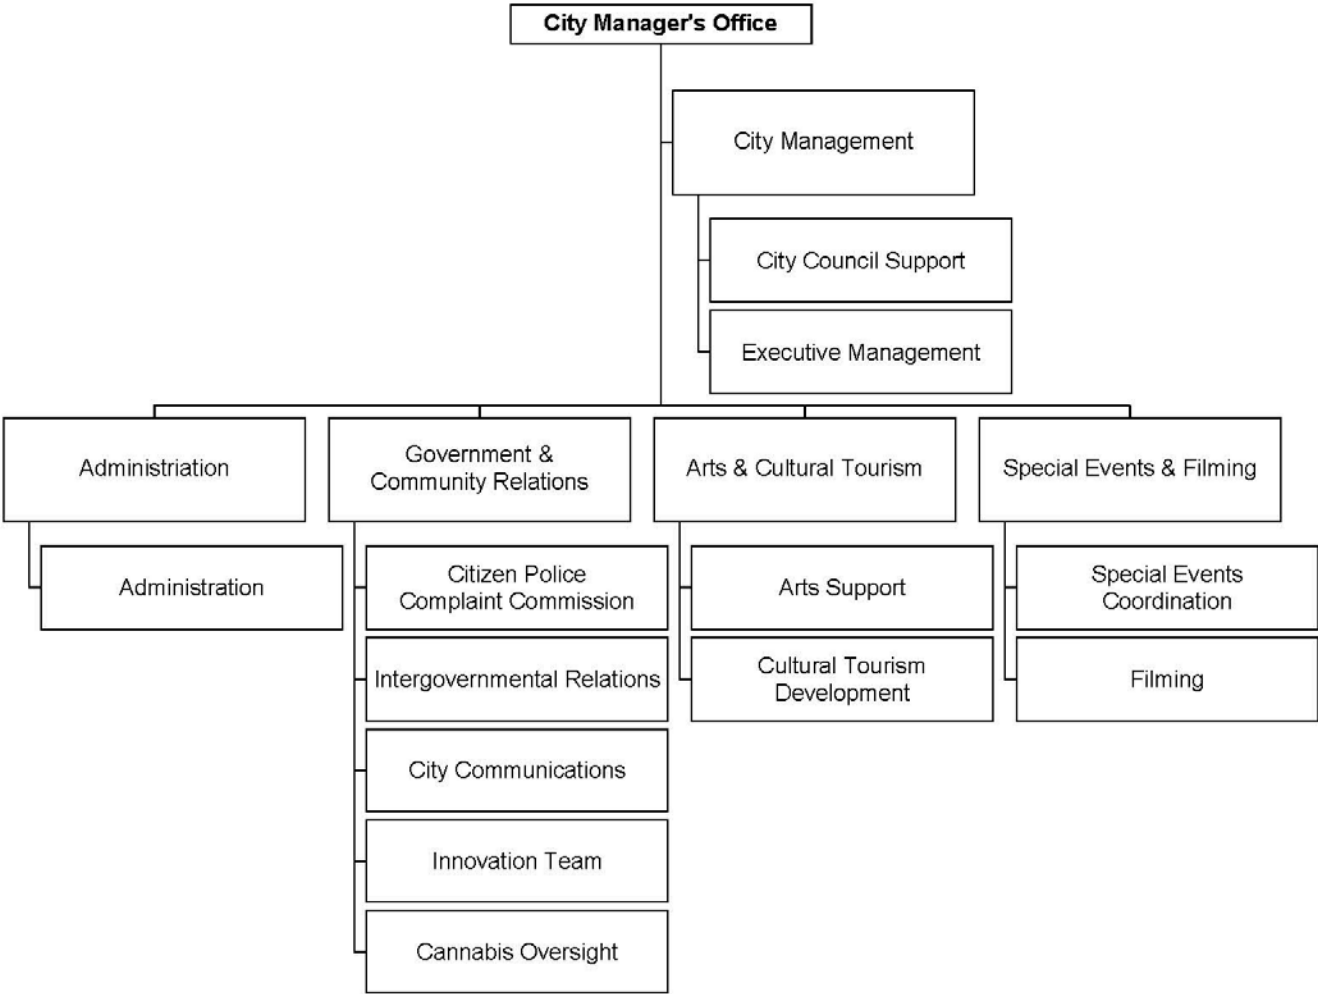 City Manager's Office
City Management
City Council Support
Executive Management
Administriation
Administration
Government &
Community Relations
Citizen Police
Complaint Commission
Intergovernmental Relations
City Communications
Innovation Team
Cannabis Oversight
Arts & Cultural Tourism
Arts Support
Cultural Tourism
Development
Special Events & Filming
Special Events
Coordination
Filming